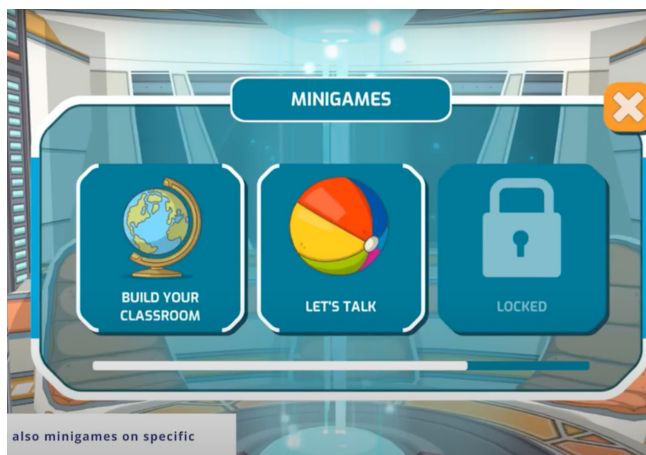 MINIGAMES
BUILD YOUR
CLASSROOM
LET'S TALK
LOCKED
also minigames on specific